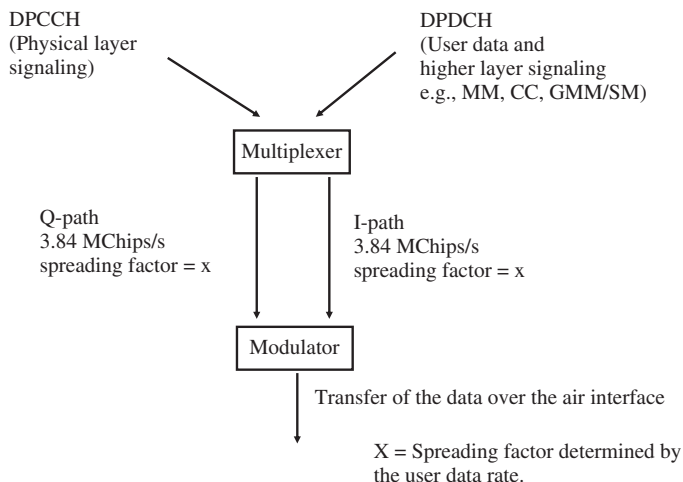 DPCCH
(Physical layer
signaling)
DPDCH
(User data and
higher layer signaling
e.g., MM, CC, GMM/SM)
Multiplexer
Q-path
3.84 MChips/s
spreading factor = x
I-path
3.84 MChips/s
spreading factor = x
Modulator
Transfer of the data over the air interface
X = Spreading factor determined by
the user data rate.